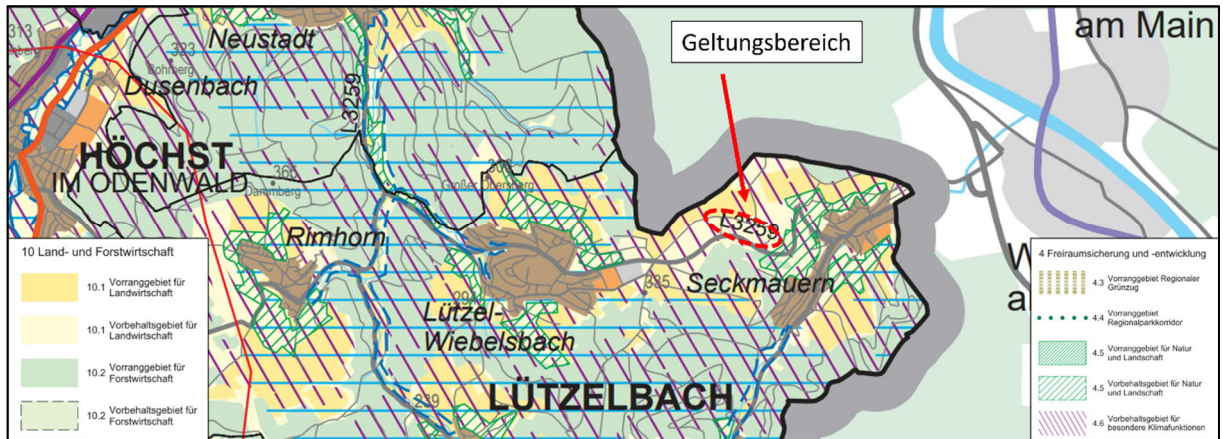 313
Neustadt
323
Bohrberg
Dusenbach
L3259
HÖCHST
IM ODENWALD
366
Dammberg
Rimhorn
Großer Obersberg
Lützel-
Wiebelsbach
239
LÜTZELBACH
335
Seckmauern
L3259
Geltungsbereich
am Main
W
10 Land- und Forstwirtschaft
10.1 Vorranggebiet für
Landwirtschaft
10.1 Vorbehaltsgebiet für
Landwirtschaft
10.2 Vorranggebiet für
Forstwirtschaft
10.2 Vorbehaltsgebiet für
Forstwirtschaft
4 Freiraumsicherung und -entwicklung
4.3 Vorranggebiet Regionaler
Grünzug
4.4 Vorranggebiet
Regionalparkkorridor
4.5 Vorranggebiet für Natur
und Landschaft
4.5 Vorbehaltsgebiet für Natur
und Landschaft
4.6 Vorbehaltsgebiet für
besondere Klimafunktionen